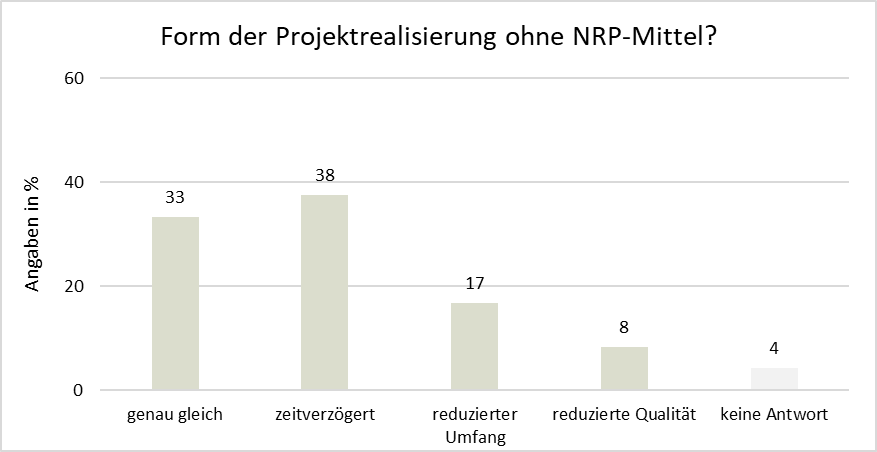 Form der Projektrealisierung ohne NRP-Mittel?
Angaben in %
60
40
20
0
33
38
17
8
4
genau gleich
zeitverzögert
reduzierter
Umfang
reduzierte Qualität
keine Antwort